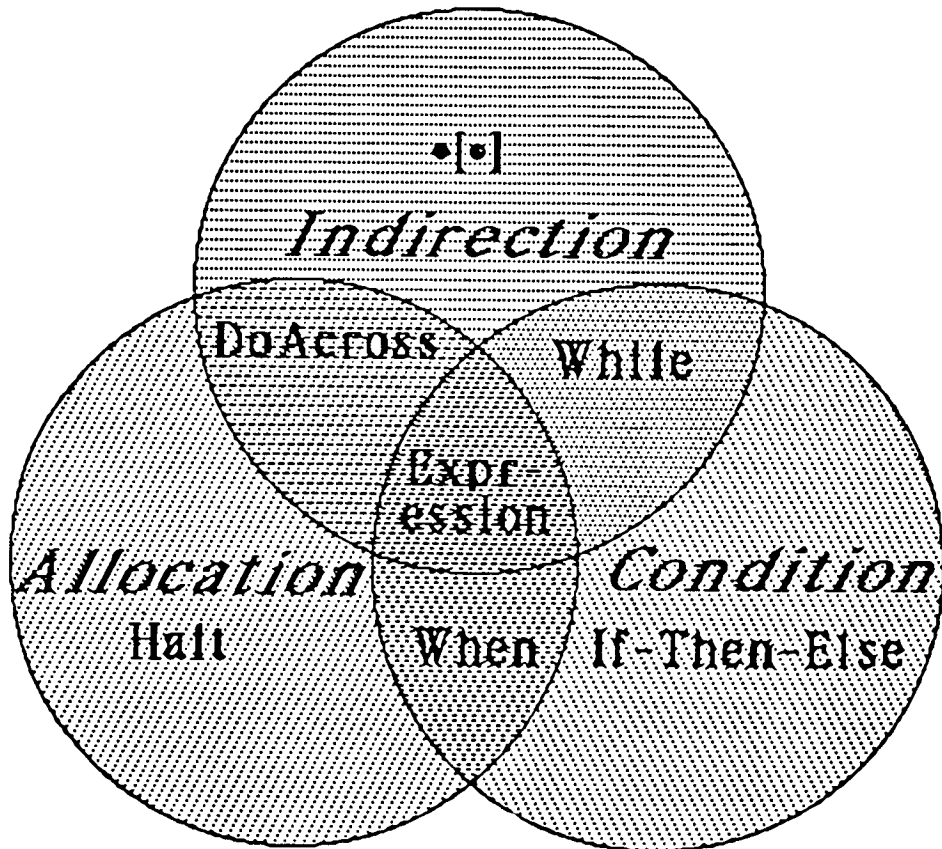 •[•]
Indirection
DoAcross
While
Expr-
ession
Allocation
Condition
Halt
When
If-Then-Else